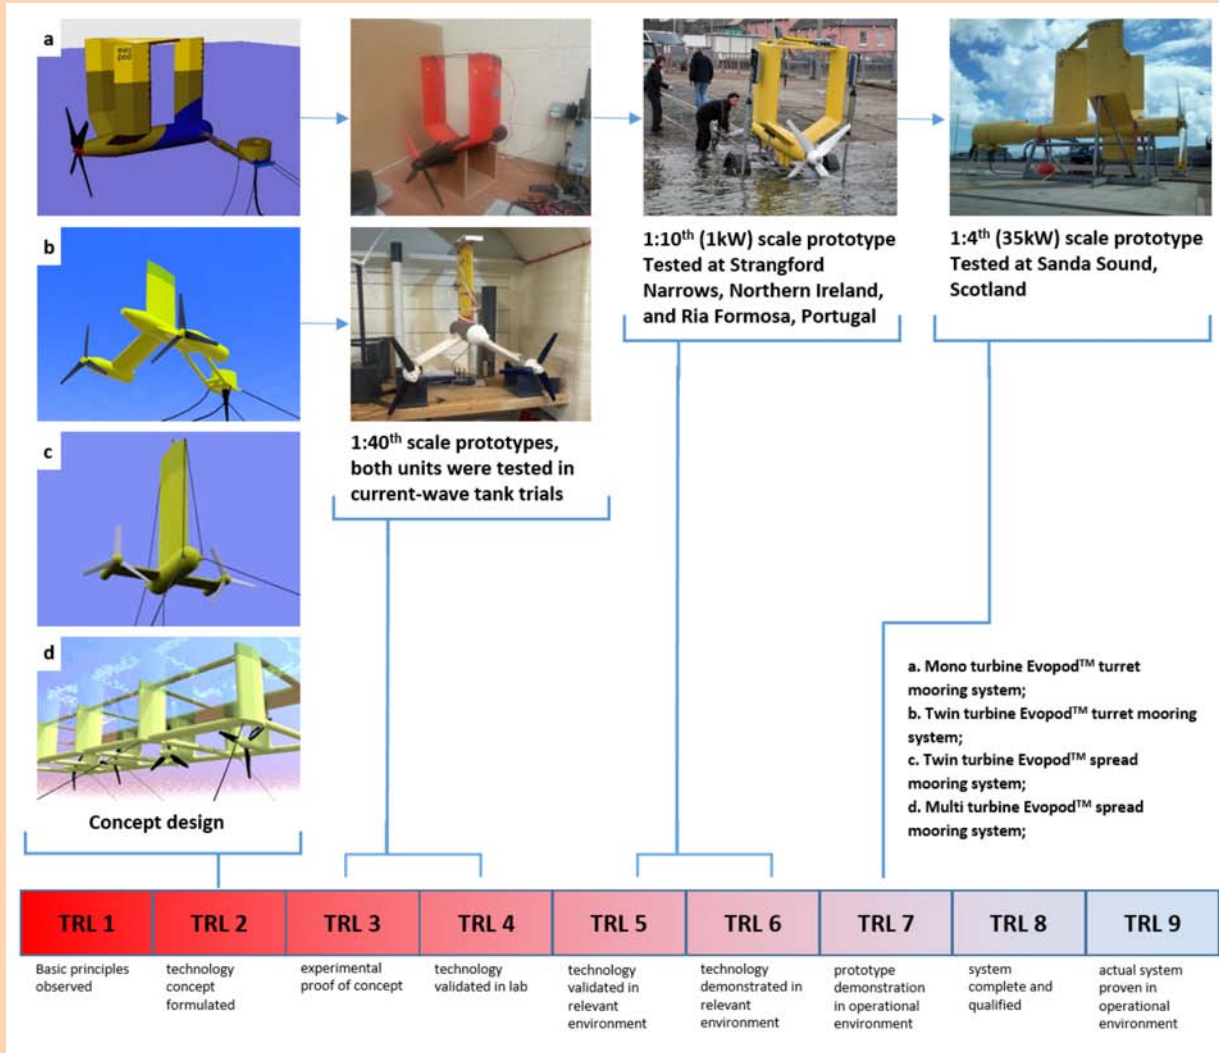 a
evo
pod
1:10th (1kW) scale prototype
Tested at Strangford
Narrows, Northern Ireland,
and Ria Formosa, Portugal
1:4th (35kW) scale prototype
Tested at Sanda Sound,
Scotland
b
1:40th scale prototypes,
both units were tested in
current-wave tank trials
c
d
Concept design
a. Mono turbine Evopod™ turret
mooring system;
b. Twin turbine Evopod™ turret mooring
system;
c. Twin turbine Evopod™ spread
mooring system;
d. Multi turbine Evopod™ spread
mooring system;
TRL 1
TRL 2
TRL 3
TRL 4
TRL 5
TRL 6
TRL 7
TRL 8
TRL 9
Basic principles
observed
technology
concept
formulated
experimental
proof of concept
technology
validated in lab
technology
validated in
relevant
environment
technology
demonstrated in
relevant
environment
prototype
demonstration
in operational
environment
system
complete and
qualified
actual system
proven in
operational
environment